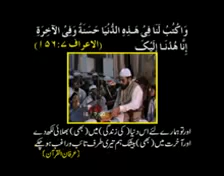 وَاكْتُبْ لَنَا فِي هَذِهِ الدُّنْيَا حَسَنَةً وَّفِي الْآخِرَةِ
إِنَّا هُدْنَا إِلَيْكَ (الاعراف ۷:۱۵۶)
اور تو ہمارے لئے اس دنیا (کی زندگی) میں (بھی) بھلائی لکھ دے
اور آخرت میں (بھی) بیشک ہم تیری طرف تائب و راغب ہو چکے
(عرفان القرآن)